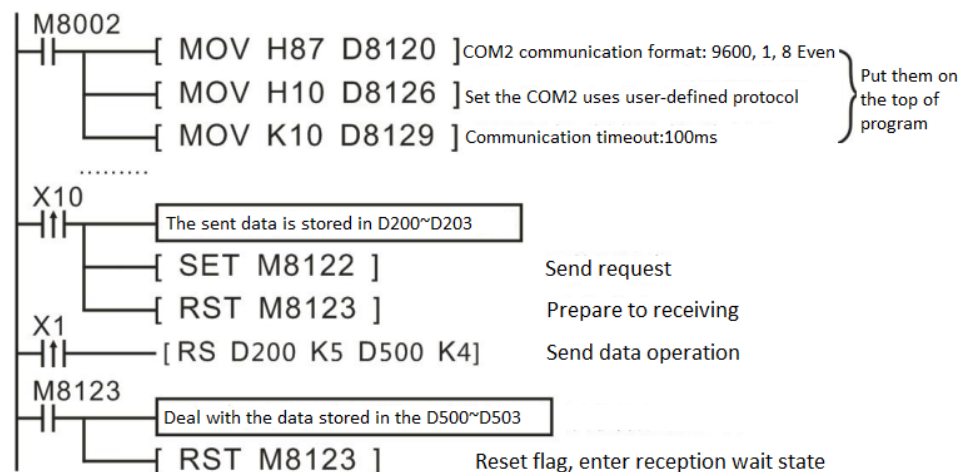 M8002
[ MOV H87 D8120 ] COM2 communication format: 9600, 1, 8 Even
[ MOV H10 D8126 ] Set the COM2 uses user-defined protocol
[ MOV K10 D8129 ] Communication timeout:100ms
Put them on
the top of
program
.........
X10
The sent data is stored in D200~D203
[ SET M8122 ] Send request
[ RST M8123 ] Prepare to receiving
X1
[ RS D200 K5 D500 K4] Send data operation
M8123
Deal with the data stored in the D500~D503
[ RST M8123 ] Reset flag, enter reception wait state